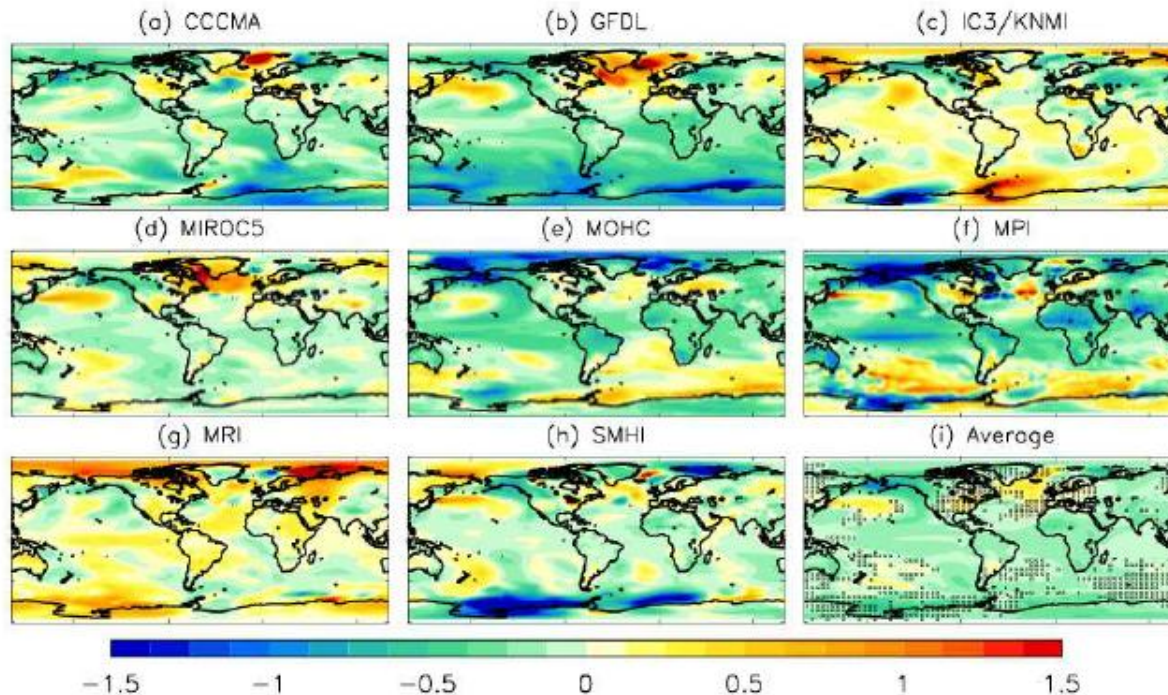 (a) CCCMA (b) GFDL (c) IC3/KNMI
(d) MIROC5 (e) MOHC (f) MPI
(g) MRI (h) SMHI (i) Average
−1.5 −1 −0.5 0 0.5 1 1.5